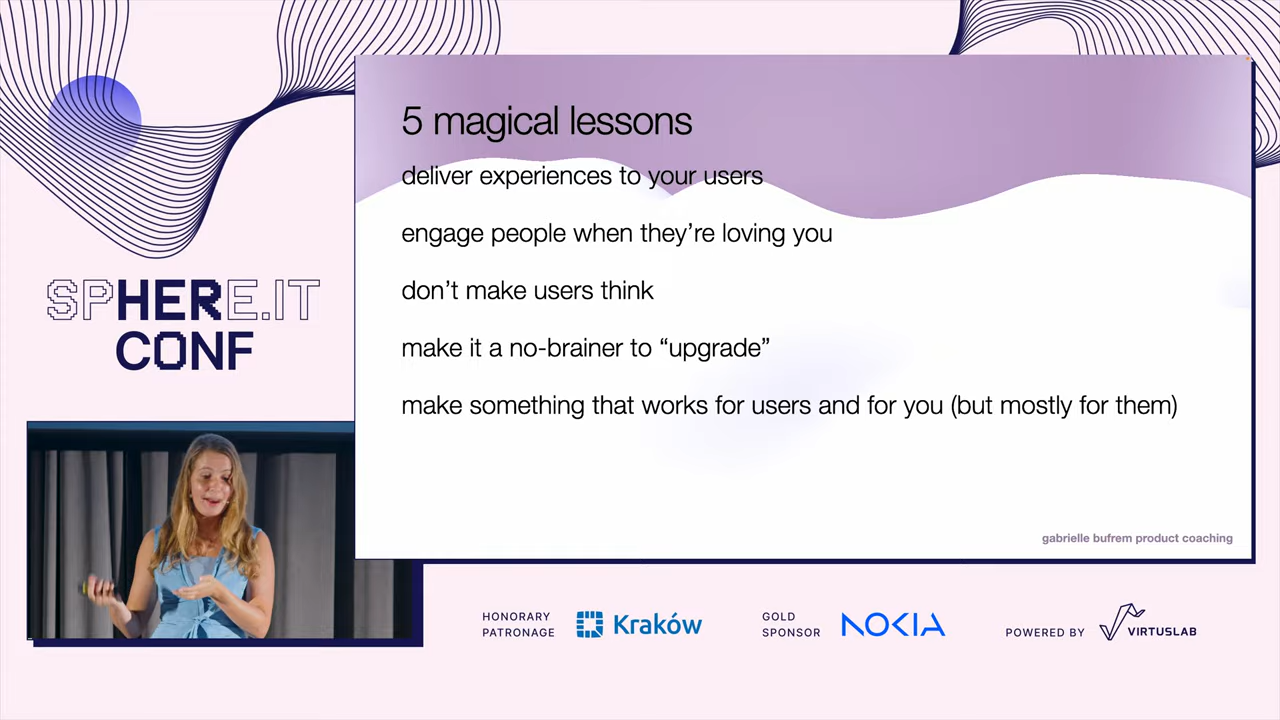 5 magical lessons
deliver experiences to your users
engage people when they’re loving you
don’t make users think
make it a no-brainer to “upgrade”
make something that works for users and for you (but mostly for them)
gabrielle bufrem product coaching
SPHERE.IT
CONF
HONORARY
PATRONAGE
Kraków
GOLD
SPONSOR
NOKIA
POWERED BY
VIRTUSLAB